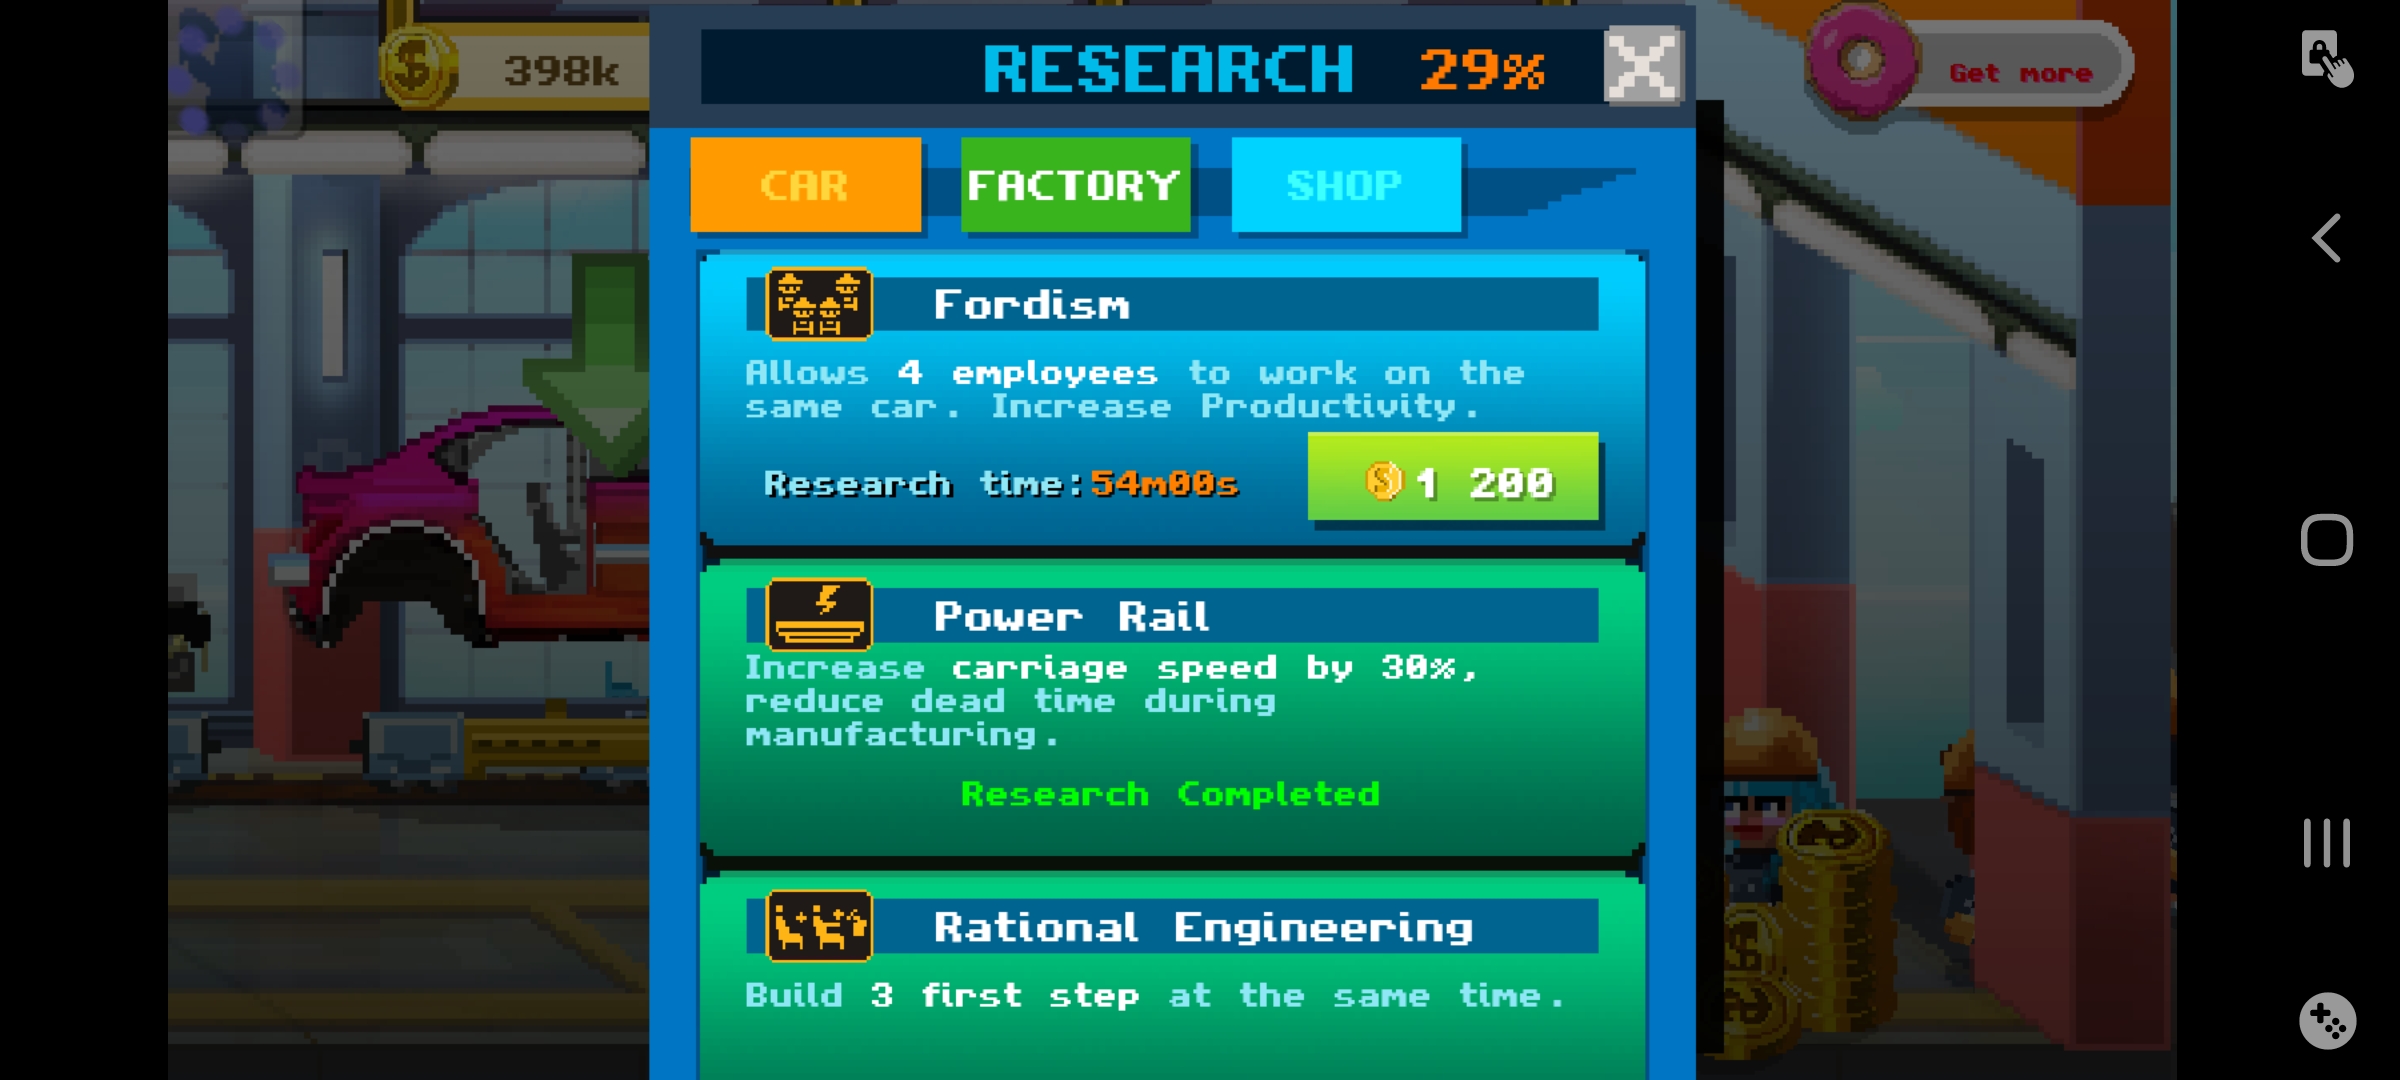 398k
RESEARCH 29%
Get more
CAR FACTORY SHOP
Fordism
Allows 4 employees to work on the
same car. Increase Productivity.
Research time:54m00s 1 200
Power Rail
Increase carriage speed by 30%,
reduce dead time during
manufacturing.
Research Completed
Rational Engineering
Build 3 first step at the same time.